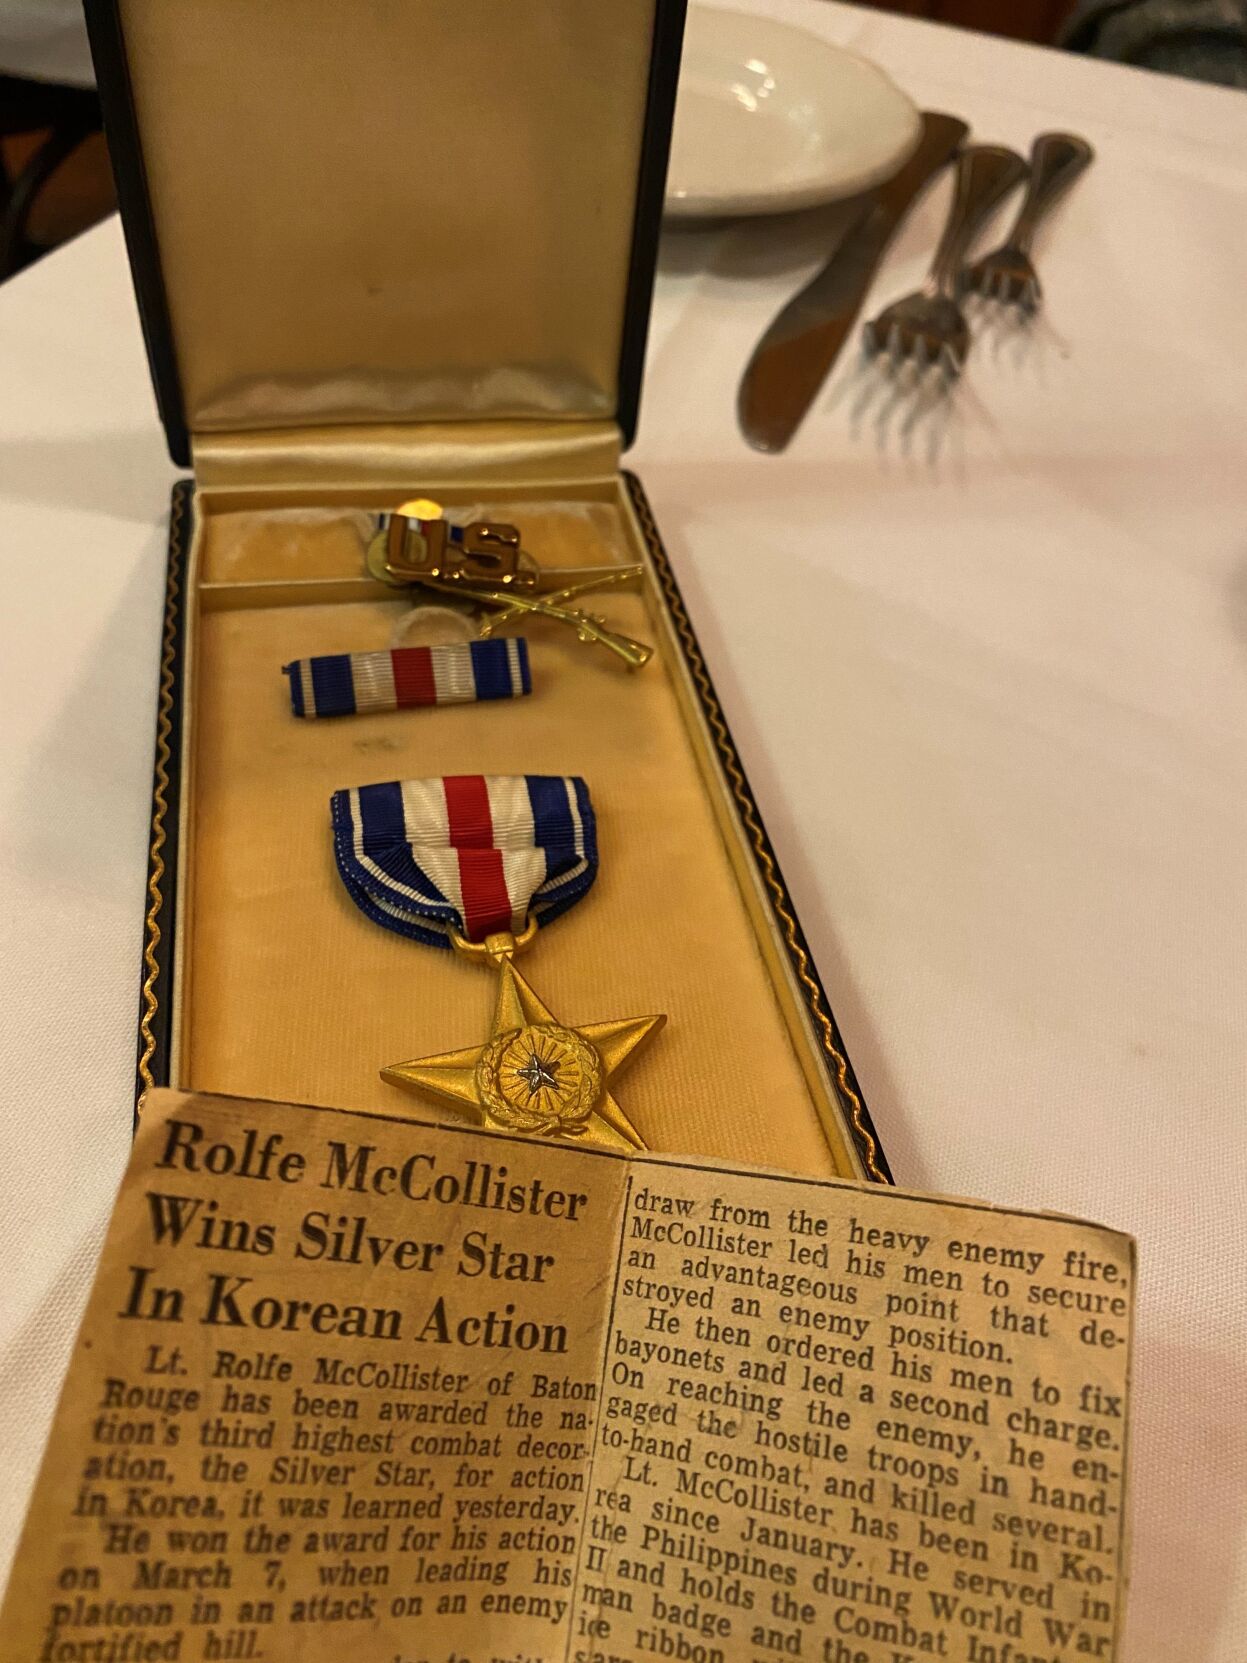 U.S.
Rolfe McCollister
Wins Silver Star
In Korean Action
Lt. Rolfe McCollister of Baton
Rouge has been awarded the na-
tion's third highest combat decor-
ation, the Silver Star, for action
in Korea, it was learned yesterday.
He won the award for his action
on March 7, when leading his
platoon in an attack on an enemy
fortified hill.
to with
draw from the heavy enemy fire,
McCollister led his men to secure
an advantageous point that de-
stroyed an enemy position.
He then ordered his men to fix
bayonets and led a second charge.
On reaching the enemy, he en-
gaged the hostile troops in hand-
to-hand combat, and killed several.
Lt. McCollister has been in Ko-
rea since January. He served in
the Philippines during World War
II and holds the Combat Infant-
man badge and the
ice ribbon